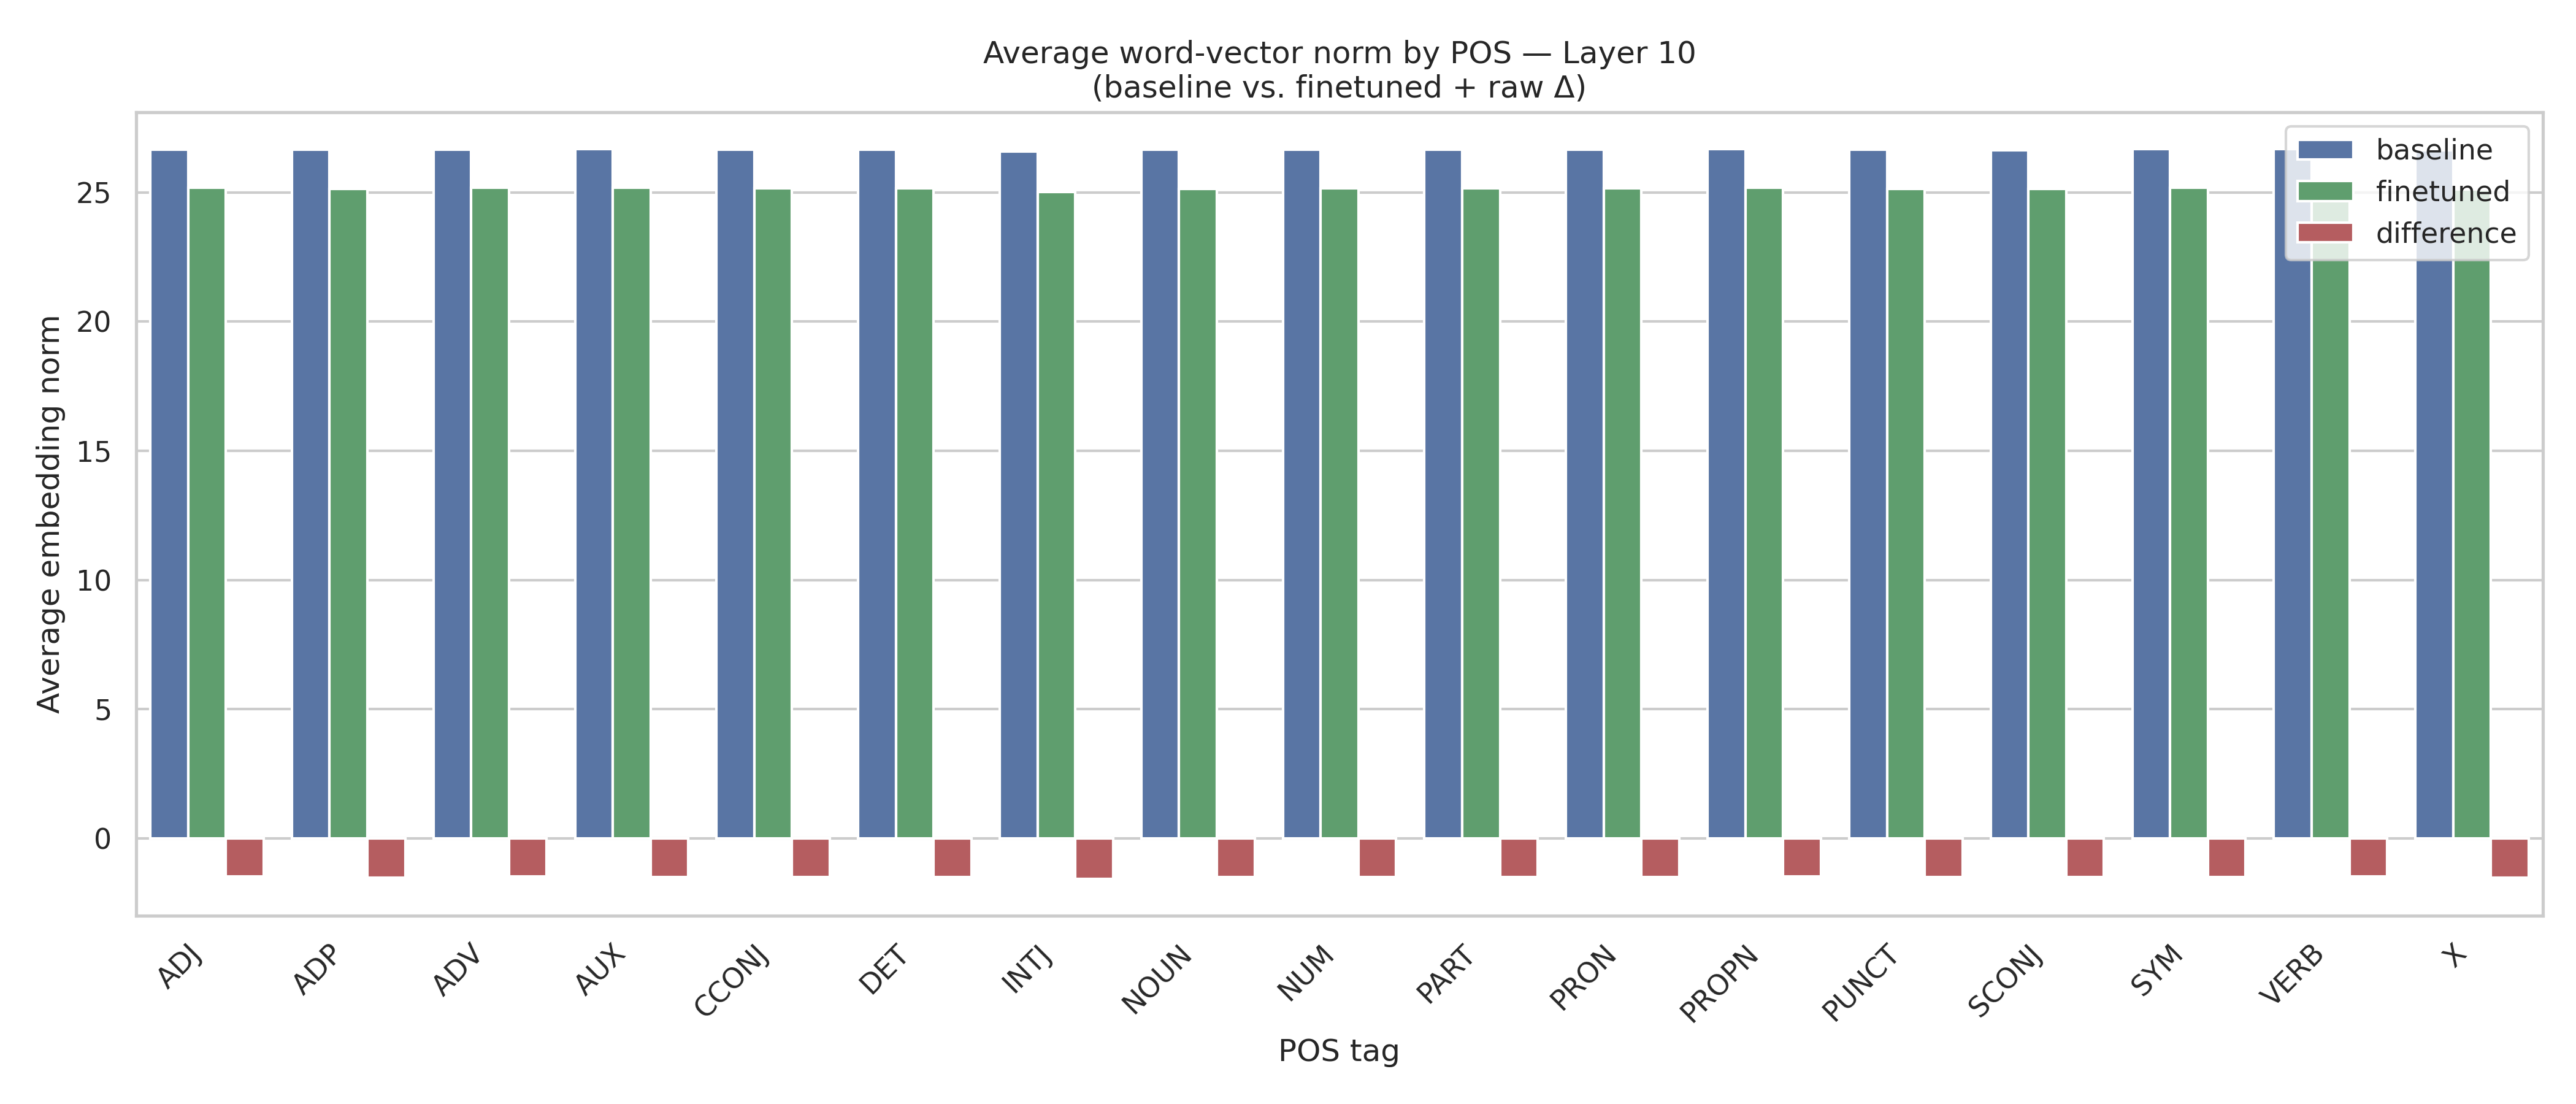 Average word-vector norm by POS — Layer 10
(baseline vs. finetuned + raw Δ)
baseline
finetuned
difference
Average embedding norm
25
20
15
10
5
0
ADJ
ADP
ADV
AUX
CCONJ
DET
INTJ
NOUN
NUM
PART
PRON
PROPN
PUNCT
SCONJ
SYM
VERB
X
POS tag